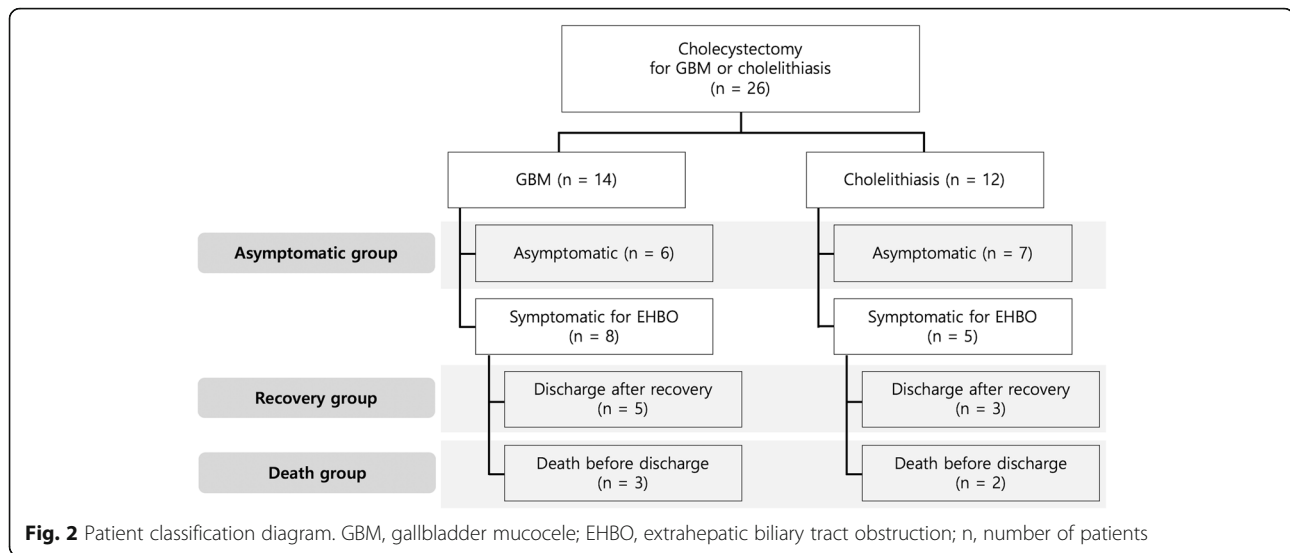 Cholecystectomy
for GBM or cholelithiasis
(n = 26)
GBM (n = 14)
Cholelithiasis (n = 12)
Asymptomatic group
Asymptomatic (n = 6)
Asymptomatic (n = 7)
Symptomatic for EHBO
(n = 8)
Symptomatic for EHBO
(n = 5)
Recovery group
Discharge after recovery
(n = 5)
Discharge after recovery
(n = 3)
Death group
Death before discharge
(n = 3)
Death before discharge
(n = 2)
Fig. 2 Patient classification diagram. GBM, gallbladder mucocele; EHBO, extrahepatic biliary tract obstruction; n, number of patients